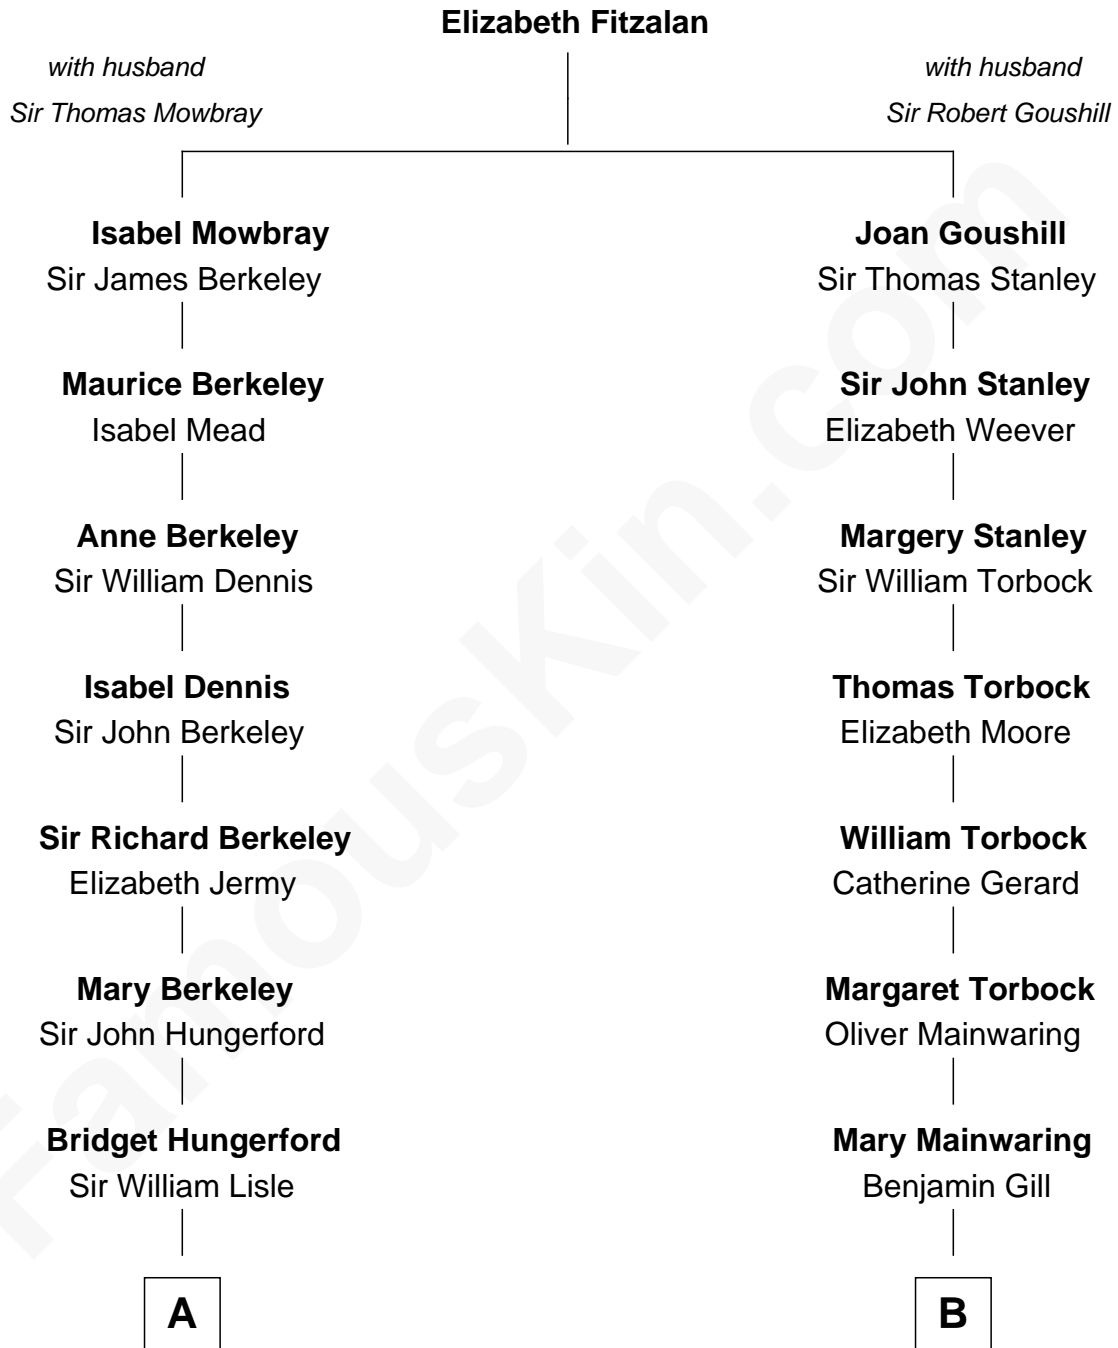 Elizabeth Fitzalan
with husband
Sir Thomas Mowbray
with husband
Sir Robert Goushill
Isabel Mowbray
Sir James Berkeley
Joan Goushill
Sir Thomas Stanley
Maurice Berkeley
Isabel Mead
Sir John Stanley
Elizabeth Weever
Anne Berkeley
Sir William Dennis
Margery Stanley
Sir William Torbock
Isabel Dennis
Sir John Berkeley
Thomas Torbock
Elizabeth Moore
Sir Richard Berkeley
Elizabeth Jermy
William Torbock
Catherine Gerard
Mary Berkeley
Sir John Hungerford
Margaret Torbock
Oliver Mainwaring
Bridget Hungerford
Sir William Lisle
Mary Mainwaring
Benjamin Gill
A
B
FamousKin.com